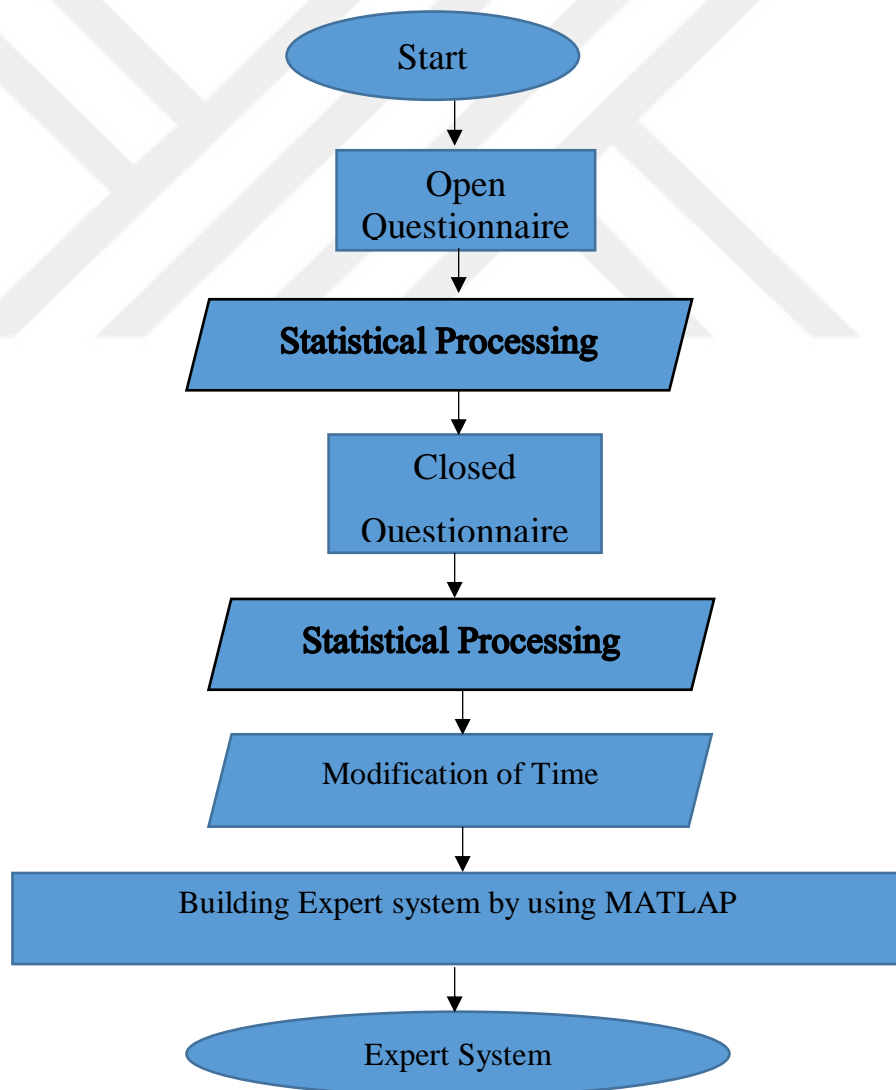 Start
Open
Questionnaire
Statistical Processing
Closed
Questionnaire
Statistical Processing
Modification of Time
Building Expert system by using MATLAP
Expert System